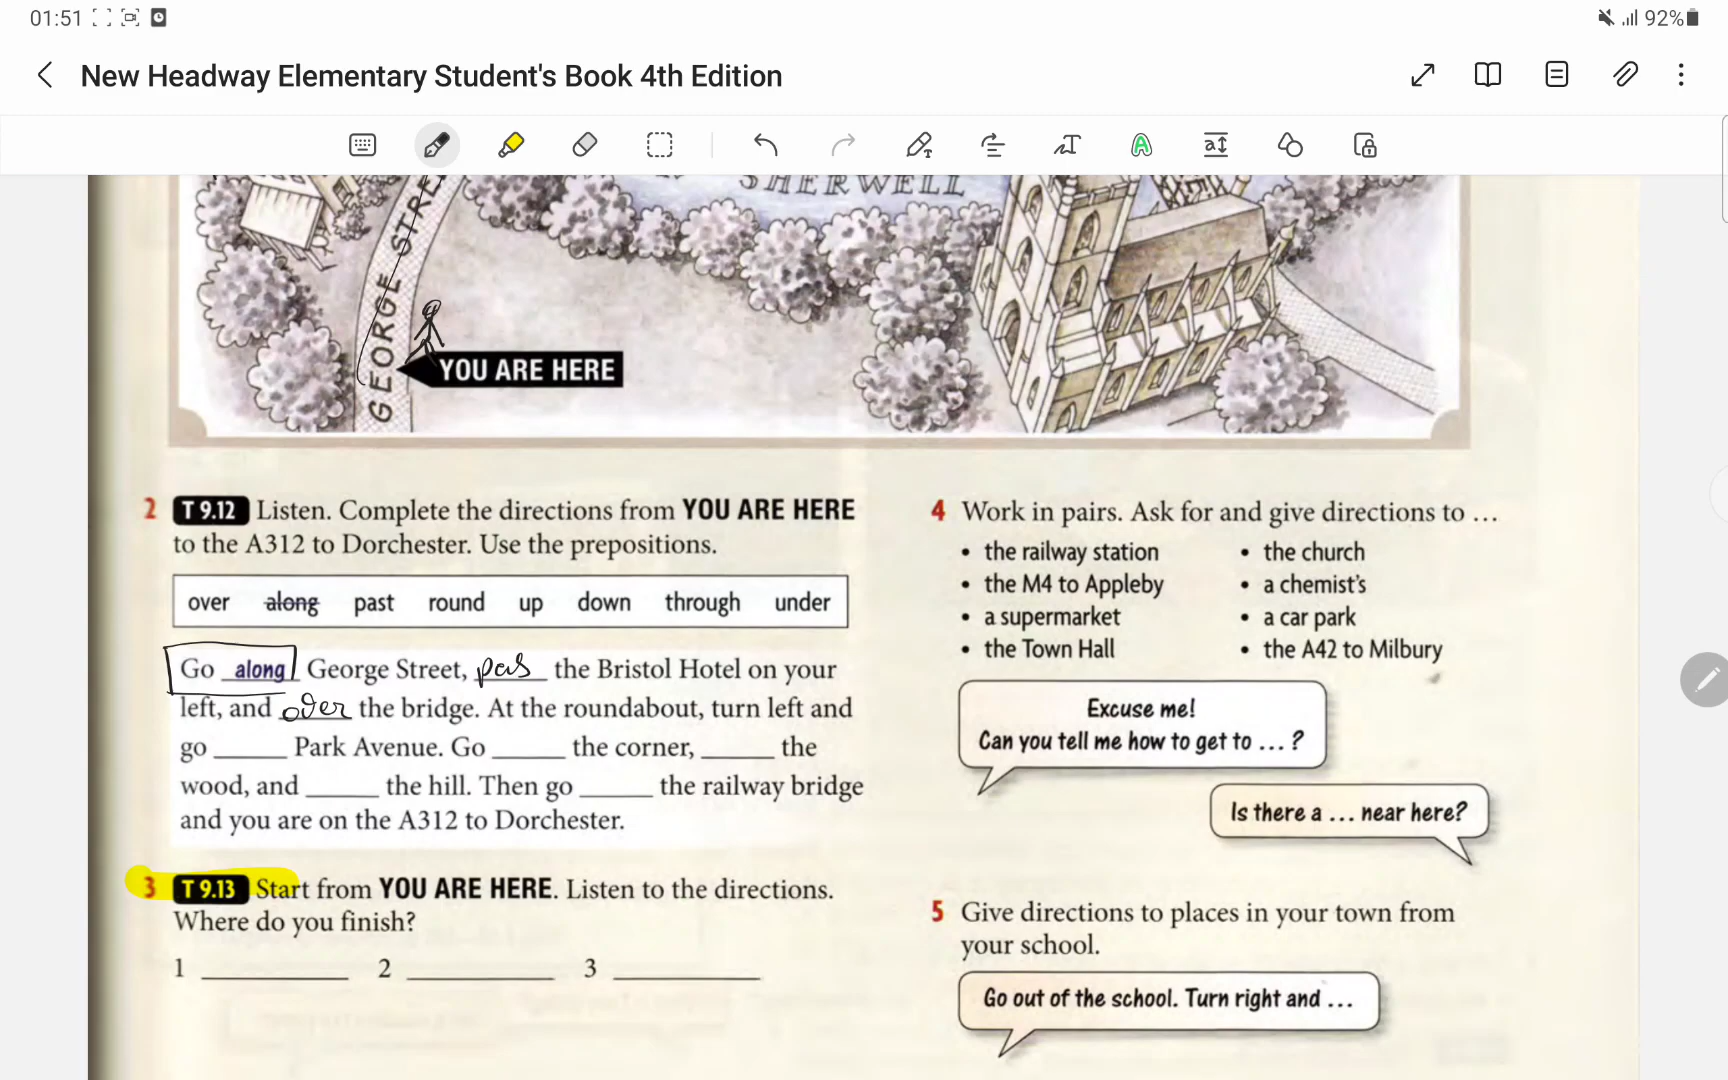 01:51
92%
New Headway Elementary Student's Book 4th Edition
SHERWELL
GEORGE STRE
YOU ARE HERE
2 T 9.12 Listen. Complete the directions from YOU ARE HERE
to the A312 to Dorchester. Use the prepositions.
over along past round up down through under
Go along George Street, pas the Bristol Hotel on your
left, and over the bridge. At the roundabout, turn left and
go ______ Park Avenue. Go ______ the corner, ______ the
wood, and ______ the hill. Then go ______ the railway bridge
and you are on the A312 to Dorchester.
3 T 9.13 Start from YOU ARE HERE. Listen to the directions.
Where do you finish?
1 ____________ 2 ____________ 3 ____________
4 Work in pairs. Ask for and give directions to …
• the railway station
• the M4 to Appleby
• a supermarket
• the Town Hall
• the church
• a chemist's
• a car park
• the A42 to Milbury
Excuse me!
Can you tell me how to get to … ?
Is there a … near here?
5 Give directions to places in your town from
your school.
Go out of the school. Turn right and …